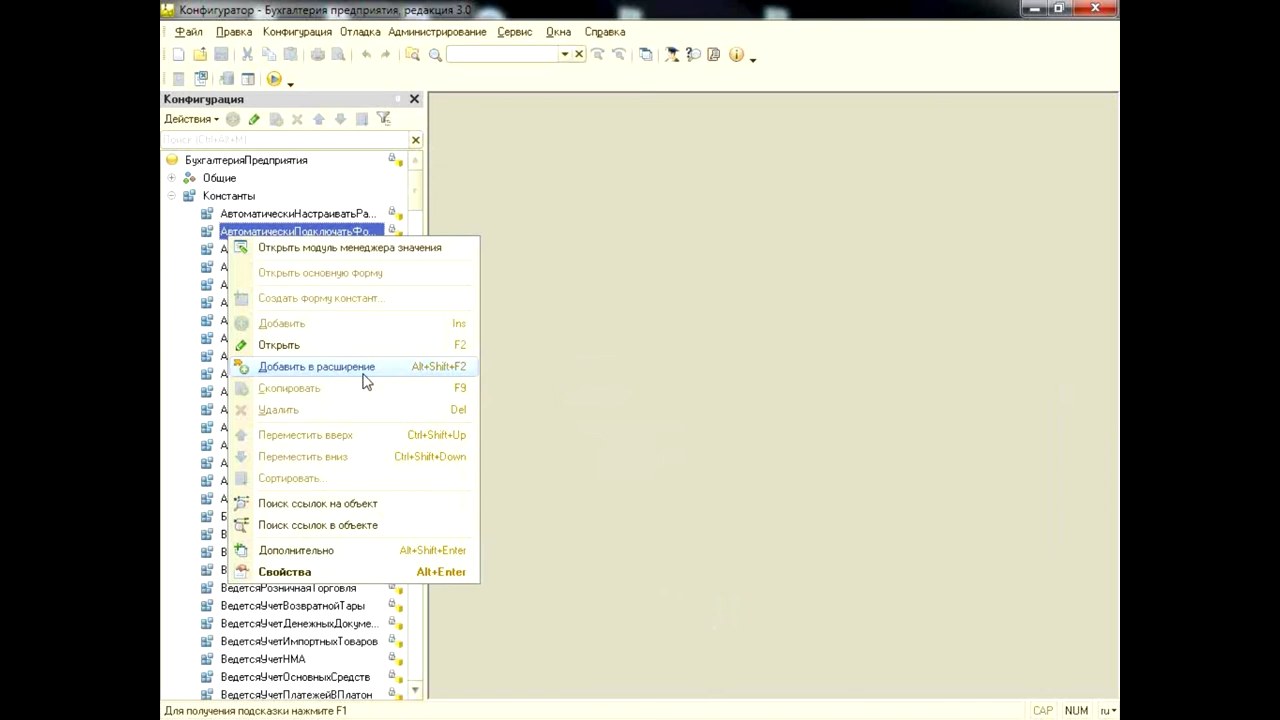 Конфигуратор - Бухгалтерия предприятия, редакция 3.0
Файл Правка Конфигурация Отладка Администрирование Сервис Окна Справка
Конфигурация
Действия
Поиск (Ctrl+Alt+M)
БухгалтерияПредприятия
Общие
Константы
АвтоматическиНастраиватьРа...
АвтоматическиПодключатьФо...
Открыть модуль менеджера значения
Открыть основную форму
Создать форму констант...
Добавить Ins
Открыть F2
Добавить в расширение Alt+Shift+F2
Скопировать F9
Удалить Del
Переместить вверх Ctrl+Shift+Up
Переместить вниз Ctrl+Shift+Down
Сортировать...
Поиск ссылок на объект
Поиск ссылок в объекте
Дополнительно Alt+Shift+Enter
Свойства Alt+Enter
ВедетсяРозничнаяТорговля
ВедетсяУчетВозвратнойТары
ВедетсяУчетДенежныхДокуме...
ВедетсяУчетИмпортныхТоваров
ВедетсяУчетНМА
ВедетсяУчетОсновныхСредств
ВедетсяУчетПлатежейВПлатон
Для получения подсказки нажмите F1
CAP NUM ru